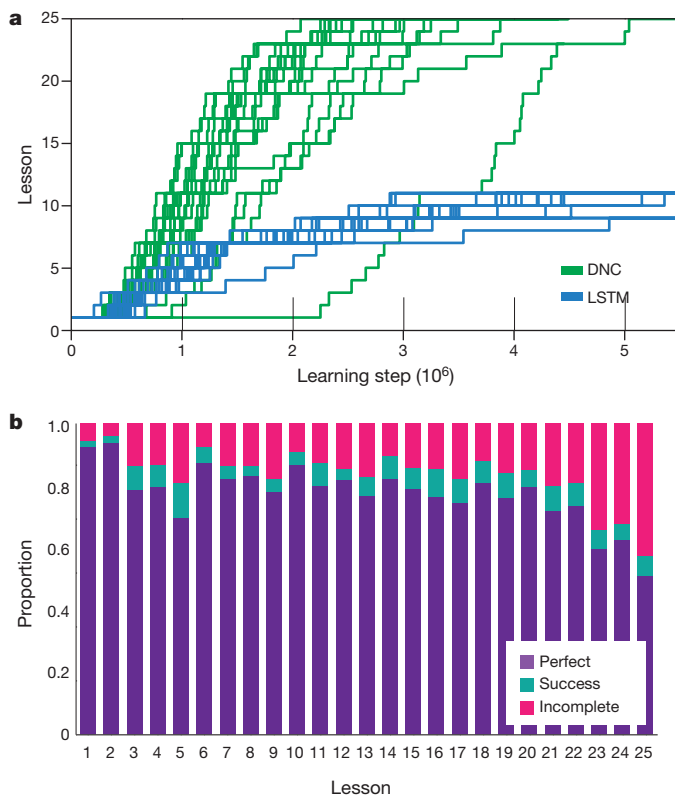 a
25
20
15
10
5
0
Lesson
DNC
LSTM
0 1 2 3 4 5
Learning step (10⁶)
b
1.0
0.8
0.6
0.4
0.2
0
Proportion
Perfect
Success
Incomplete
1 2 3 4 5 6 7 8 9 10 11 12 13 14 15 16 17 18 19 20 21 22 23 24 25
Lesson